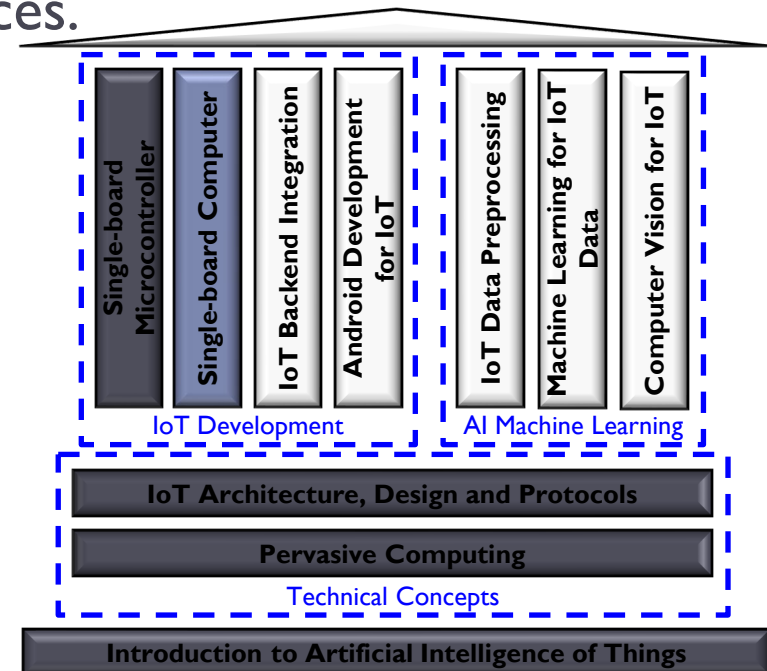 ces.
Single-board
Microcontroller
Single-board Computer
IoT Backend Integration
Android Development
for IoT
IoT Data Preprocessing
Machine Learning for IoT
Data
Computer Vision for IoT
IoT Development
AI Machine Learning
IoT Architecture, Design and Protocols
Pervasive Computing
Technical Concepts
Introduction to Artificial Intelligence of Things